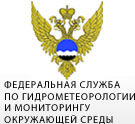 ФЕДЕРАЛЬНАЯ СЛУЖБА
ПО ГИДРОМЕТЕОРОЛОГИИ
И МОНИТОРИНГУ
ОКРУЖАЮЩЕЙ СРЕДЫ